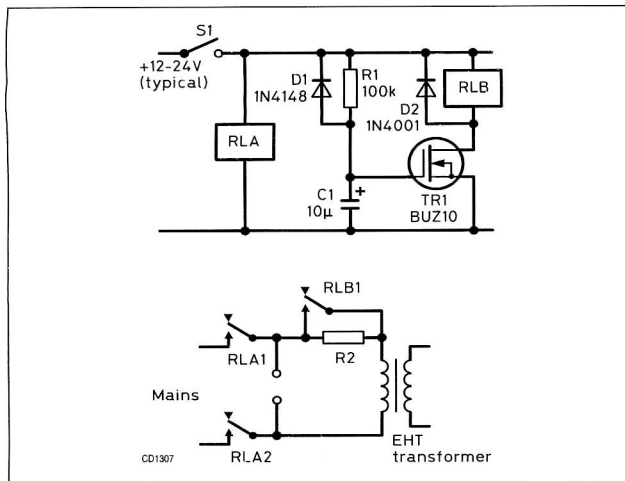 S1
+12-24V
(typical)
D1
1N4148
R1
100k
D2
1N4001
RLB
RLA
C1
10µ
+
TR1
BUZ10
RLB1
RLA1
R2
Mains
RLA2
EHT
transformer
CD1307